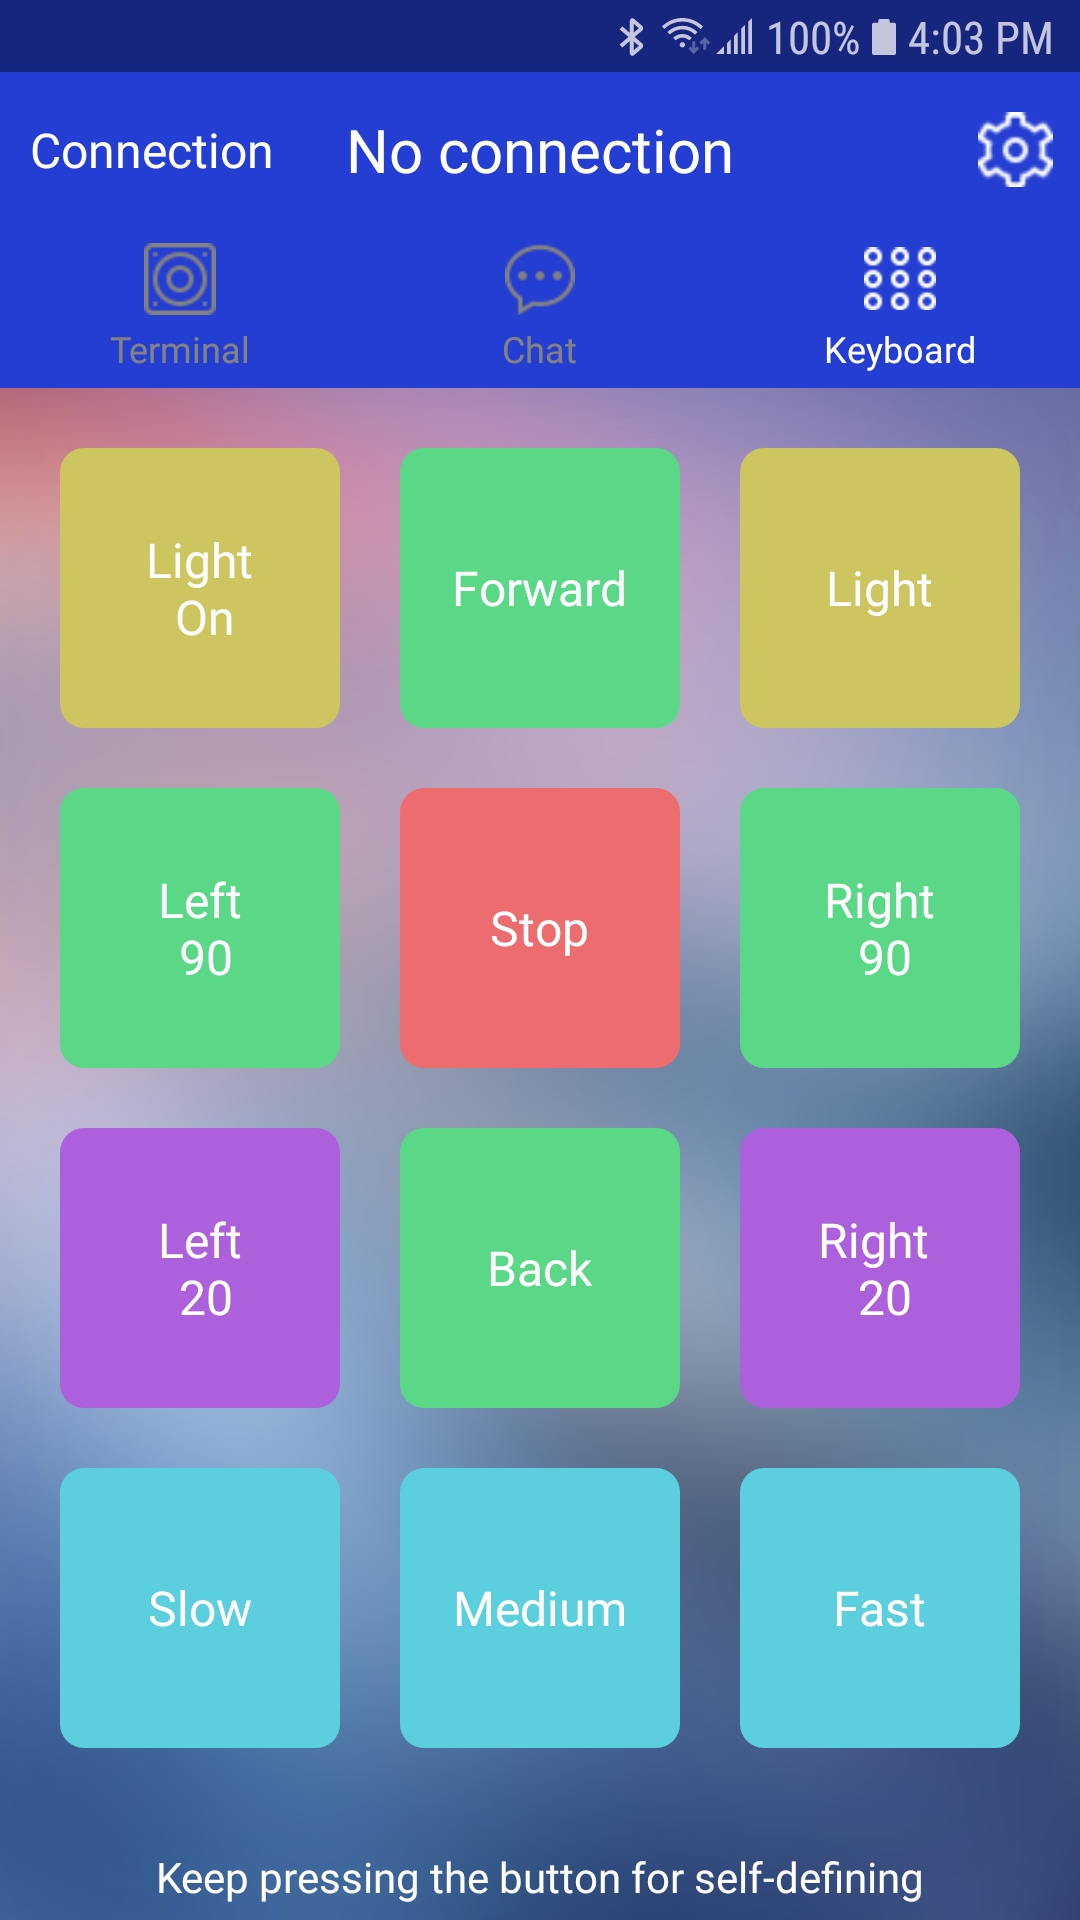 100% 4:03 PM
Connection No connection
Terminal Chat Keyboard
Light
On
Forward
Light
Left
90
Stop
Right
90
Left
20
Back
Right
20
Slow
Medium
Fast
Keep pressing the button for self-defining